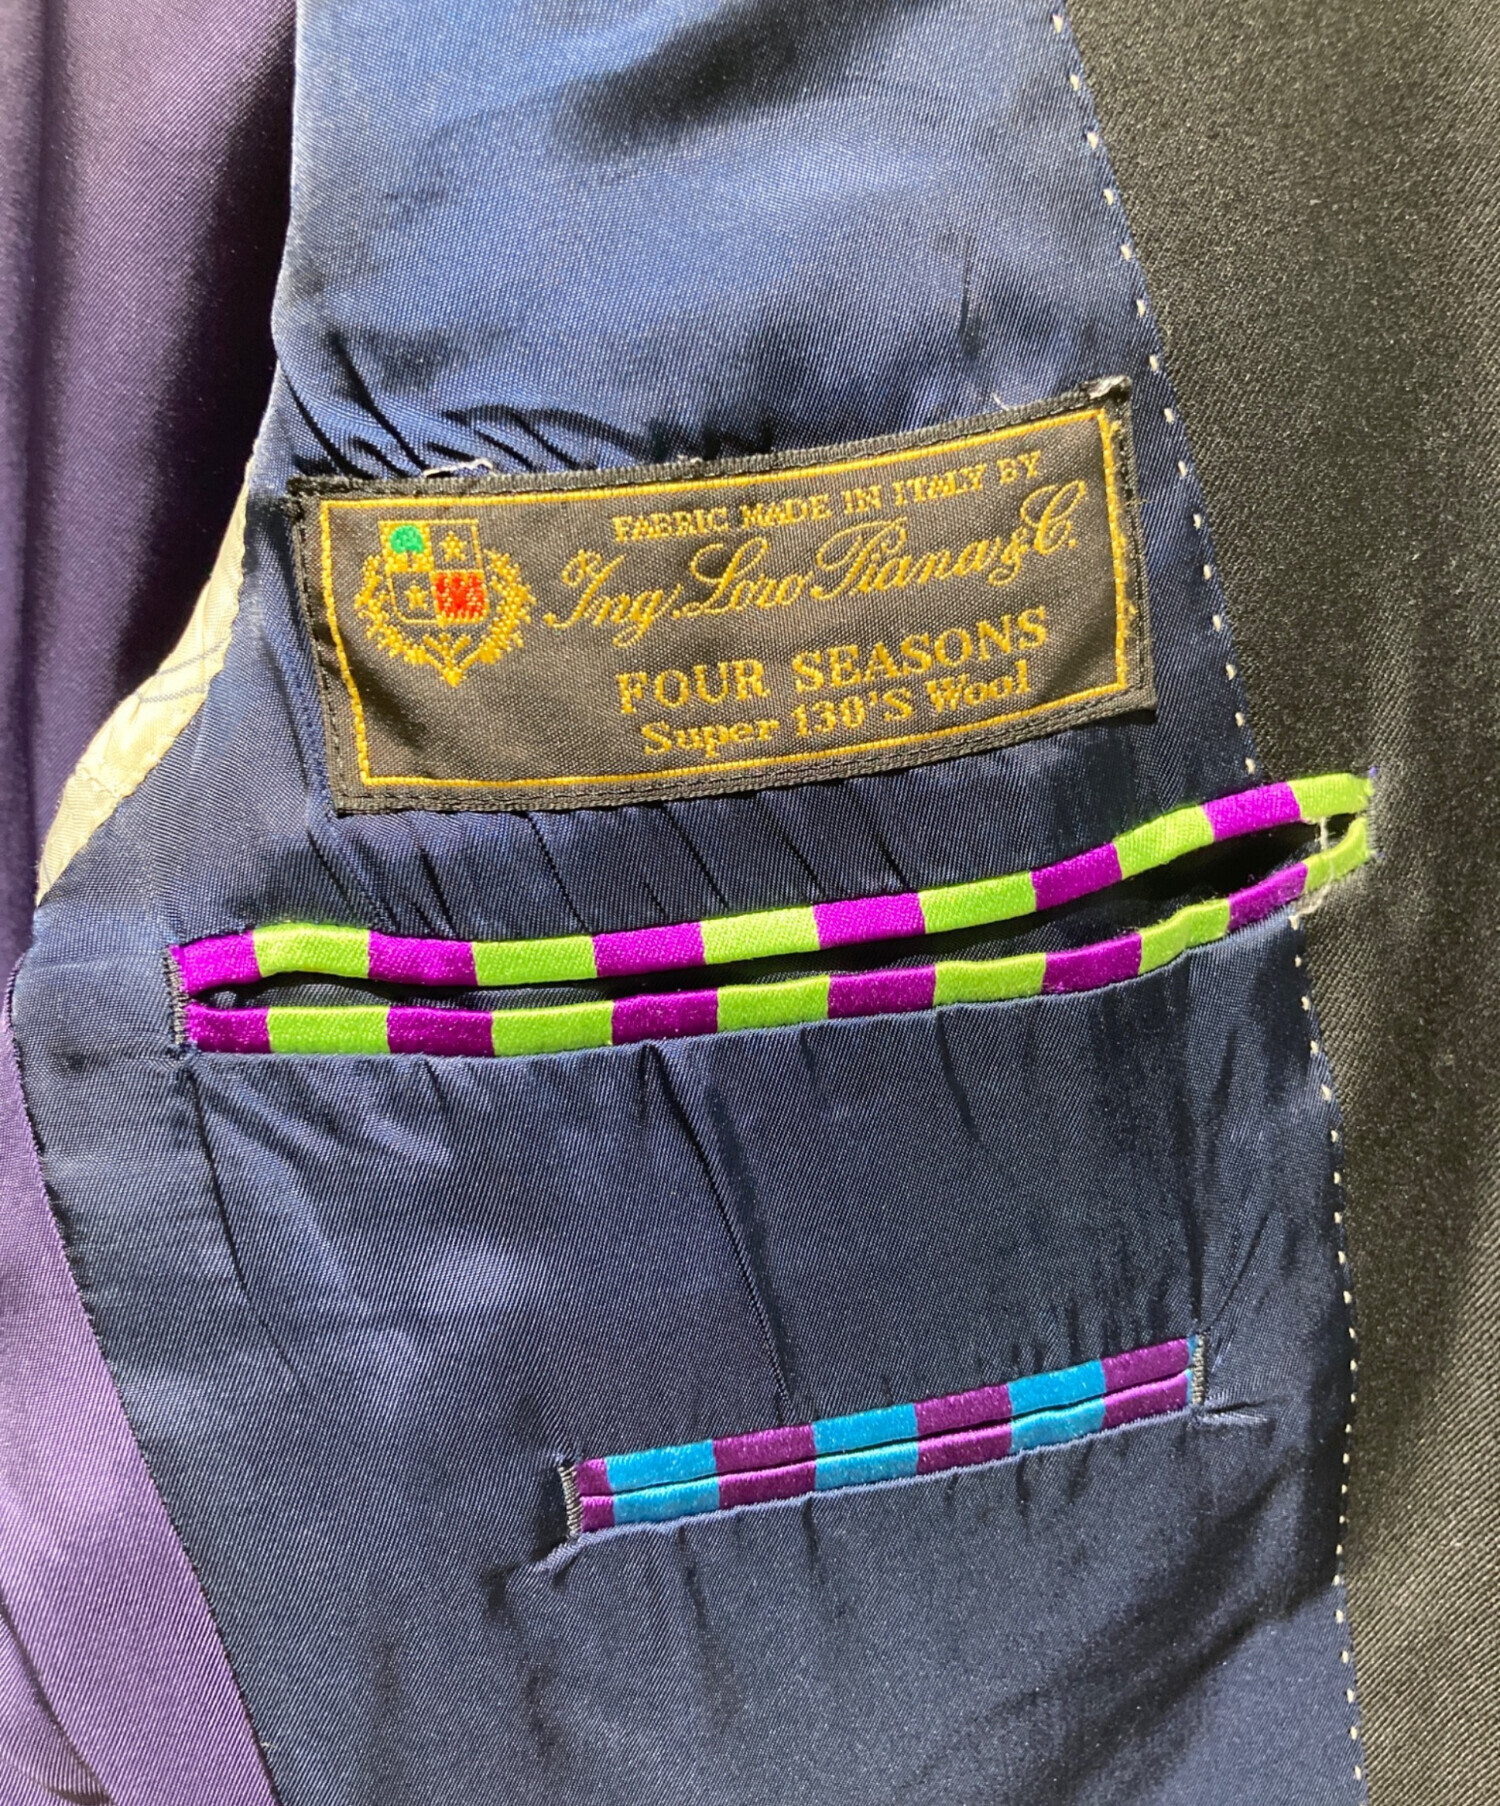 FABRIC MADE IN ITALY BY
Ing. Loro Piana & C.
FOUR SEASONS
Super 130'S Wool